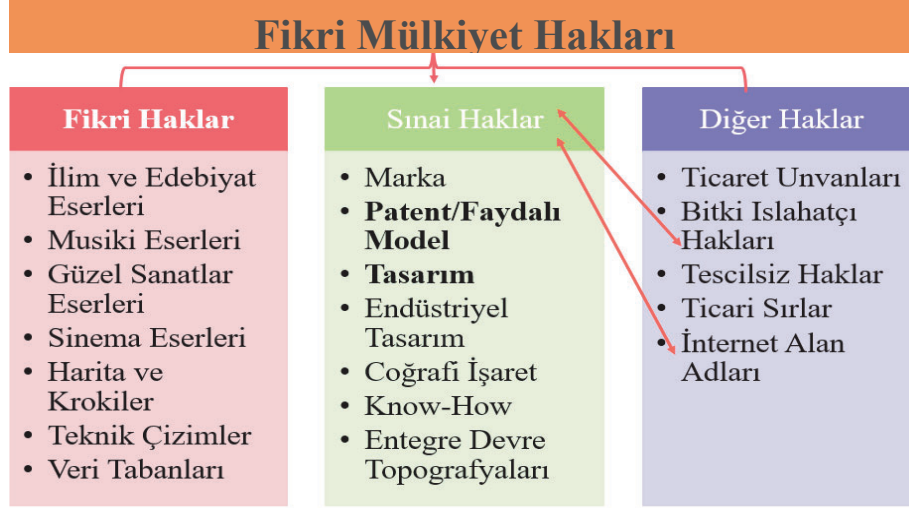 Fikri Mülkiyet Hakları
Fikri Haklar
• İlim ve Edebiyat
Eserleri
• Musiki Eserleri
• Güzel Sanatlar
Eserleri
• Sinema Eserleri
• Harita ve
Krokiler
• Teknik Çizimler
• Veri Tabanları
Sınai Haklar
• Marka
• Patent/Faydalı
Model
• Tasarım
• Endüstriyel
Tasarım
• Coğrafi İşaret
• Know-How
• Entegre Devre
Topografyaları
Diğer Haklar
• Ticaret Unvanları
• Bitki Islahatçı
Hakları
• Tescilsiz Haklar
• Ticari Sırlar
• İnternet Alan
Adları